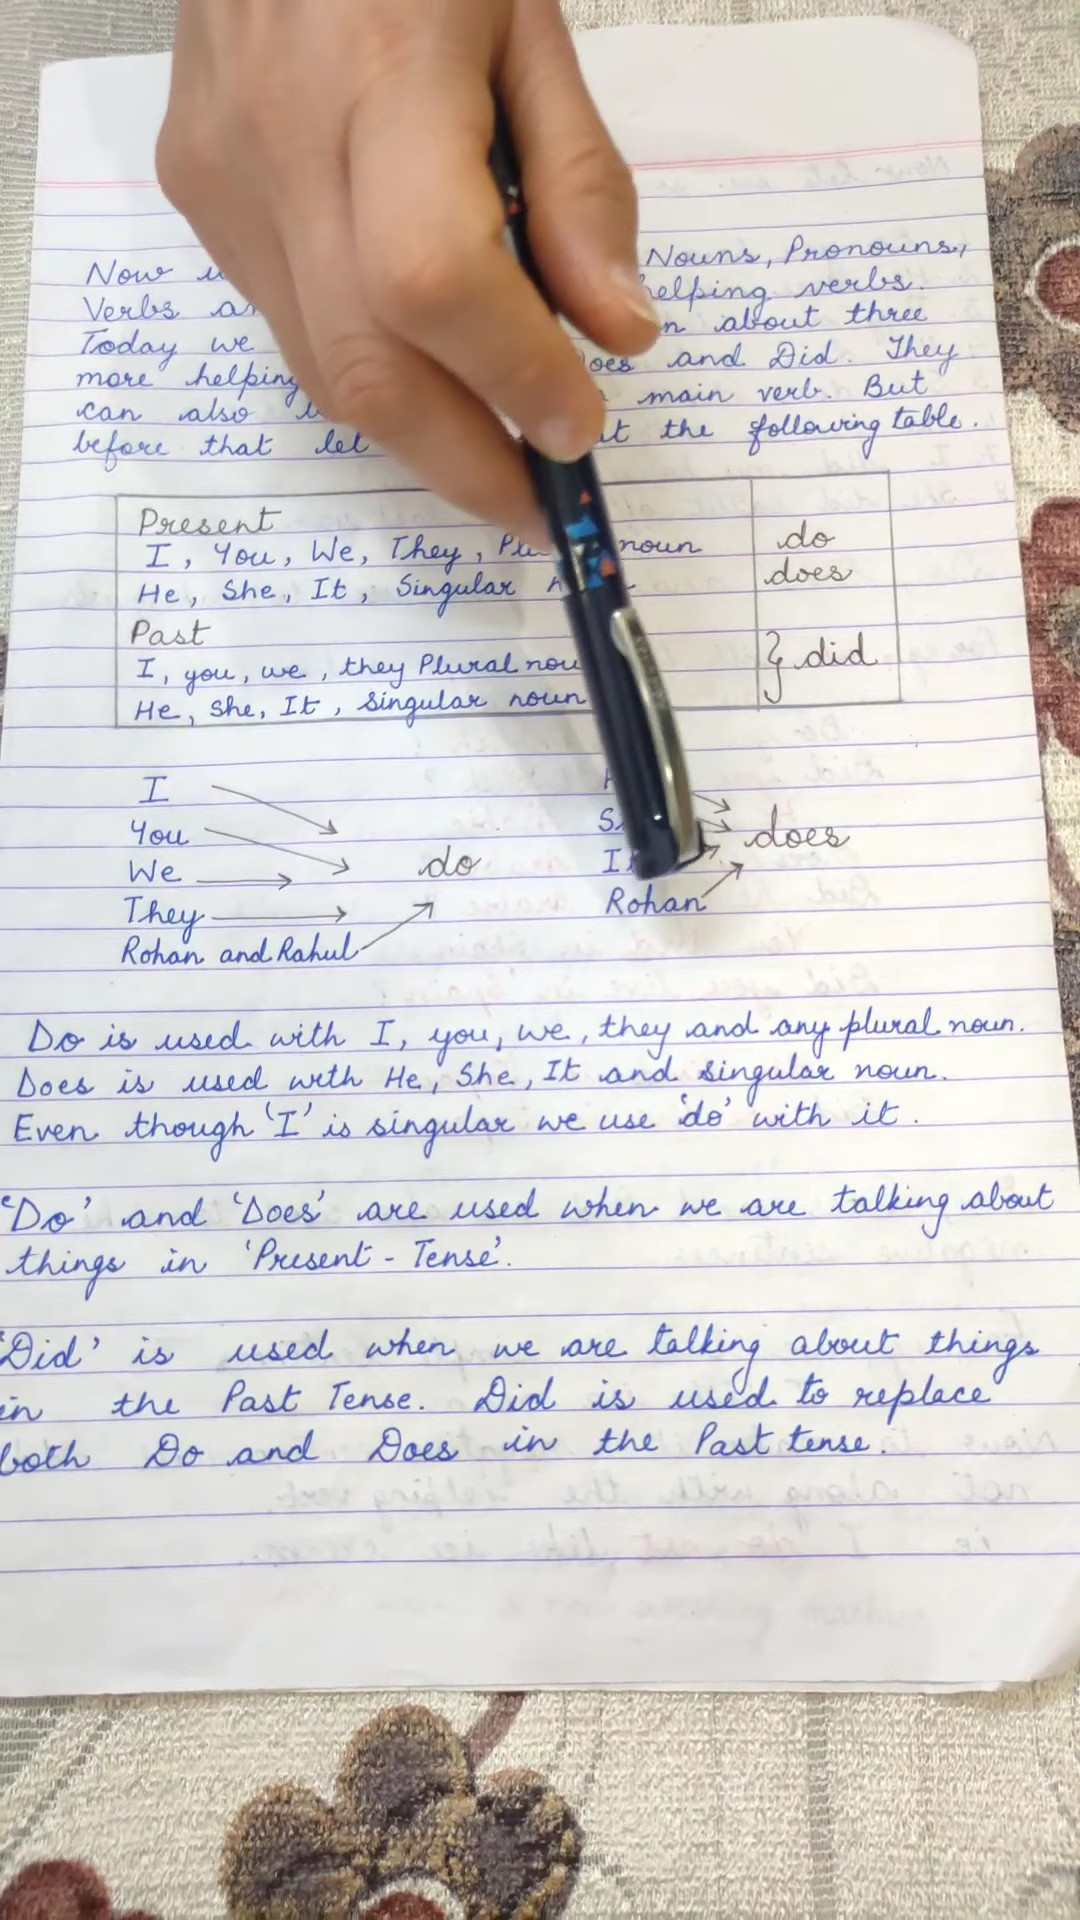 Now Nouns, Pronouns,
Verbs helping verbs.
Today we about three
more helping and Did. They
can also main verb. But
before that let the following table.
Present
I, You, We, They, noun do
He, She, It, Singular does
Past
I, you, we, they Plural } did
He, She, It, Singular noun
I
You
We do does
They Rohan
Rohan and Rahul
Do is used with I, you, we, they and any plural noun.
Does is used with He, She, It and singular noun.
Even though 'I' is singular we use 'do' with it.
'Do' and 'Does' are used when we are talking about
things in 'Present - Tense'.
'Did' is used when we are talking about things
in the Past Tense. Did is used to replace
both Do and Does in the Past tense.